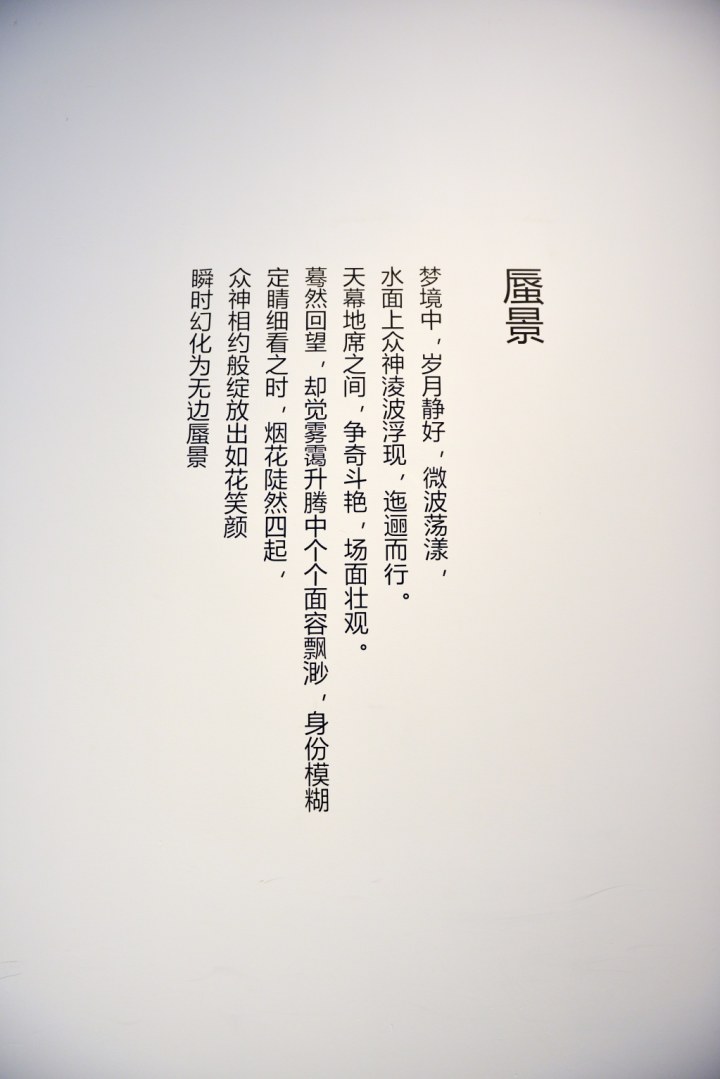 蜃景
梦境中，岁月静好，微波荡漾，
水面上众神凌波浮现，迤逦而行。
天幕地席之间，争奇斗艳，场面壮观。
蓦然回望，却觉雾霭升腾中个个面容飘渺，身份模糊
定睛细看之时，烟花陡然四起，
众神相约般绽放出如花笑颜
瞬时幻化为无边蜃景